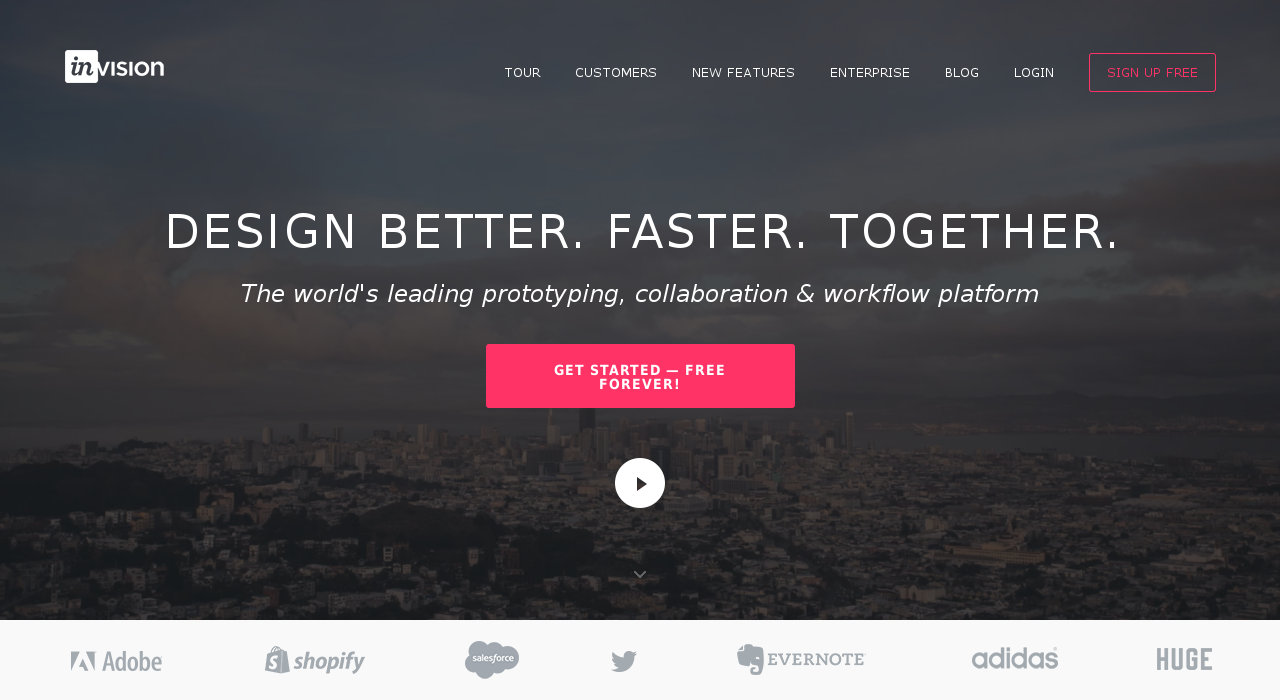 invision
TOUR CUSTOMERS NEW FEATURES ENTERPRISE BLOG LOGIN SIGN UP FREE
DESIGN BETTER. FASTER. TOGETHER.
The world's leading prototyping, collaboration & workflow platform
GET STARTED — FREE
FOREVER!
Adobe shopify salesforce EVERNOTE adidas HUGE